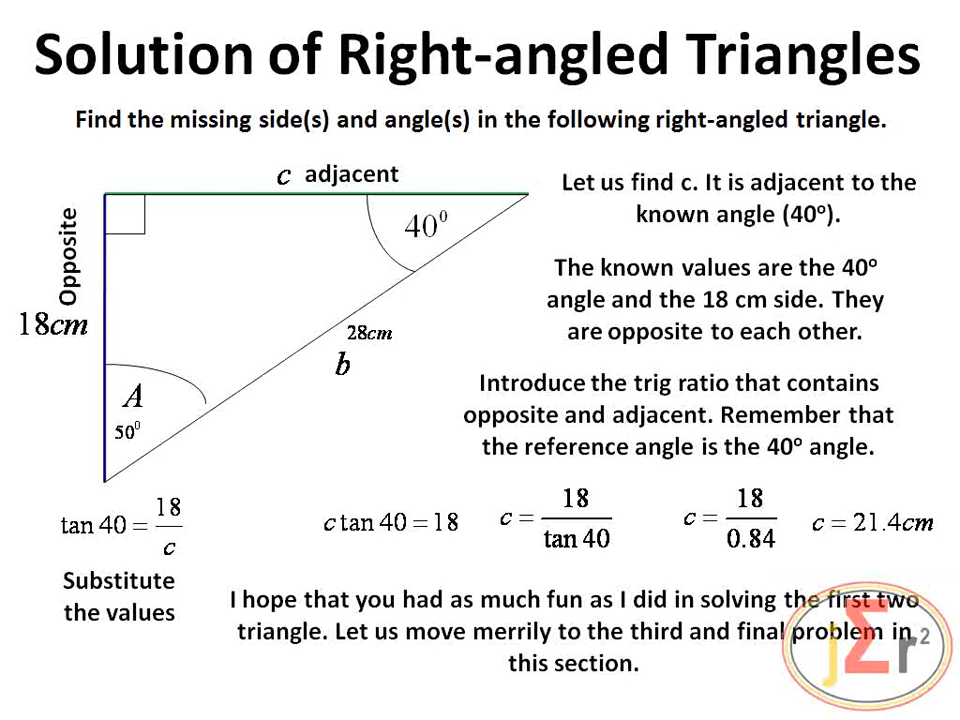 Solution of Right-angled Triangles
Find the missing side(s) and angle(s) in the following right-angled triangle.
c adjacent
Opposite
18cm
40⁰
28cm
b
A
50⁰
Let us find c. It is adjacent to the
known angle (40º).
The known values are the 40º
angle and the 18 cm side. They
are opposite to each other.
Introduce the trig ratio that contains
opposite and adjacent. Remember that
the reference angle is the 40º angle.
tan 40 = 18/c
c tan 40 = 18
c = 18/tan 40
c = 18/0.84
c = 21.4cm
Substitute
the values
I hope that you had as much fun as I did in solving the first two
triangle. Let us move merrily to the third and final problem in
this section.
jΣr²